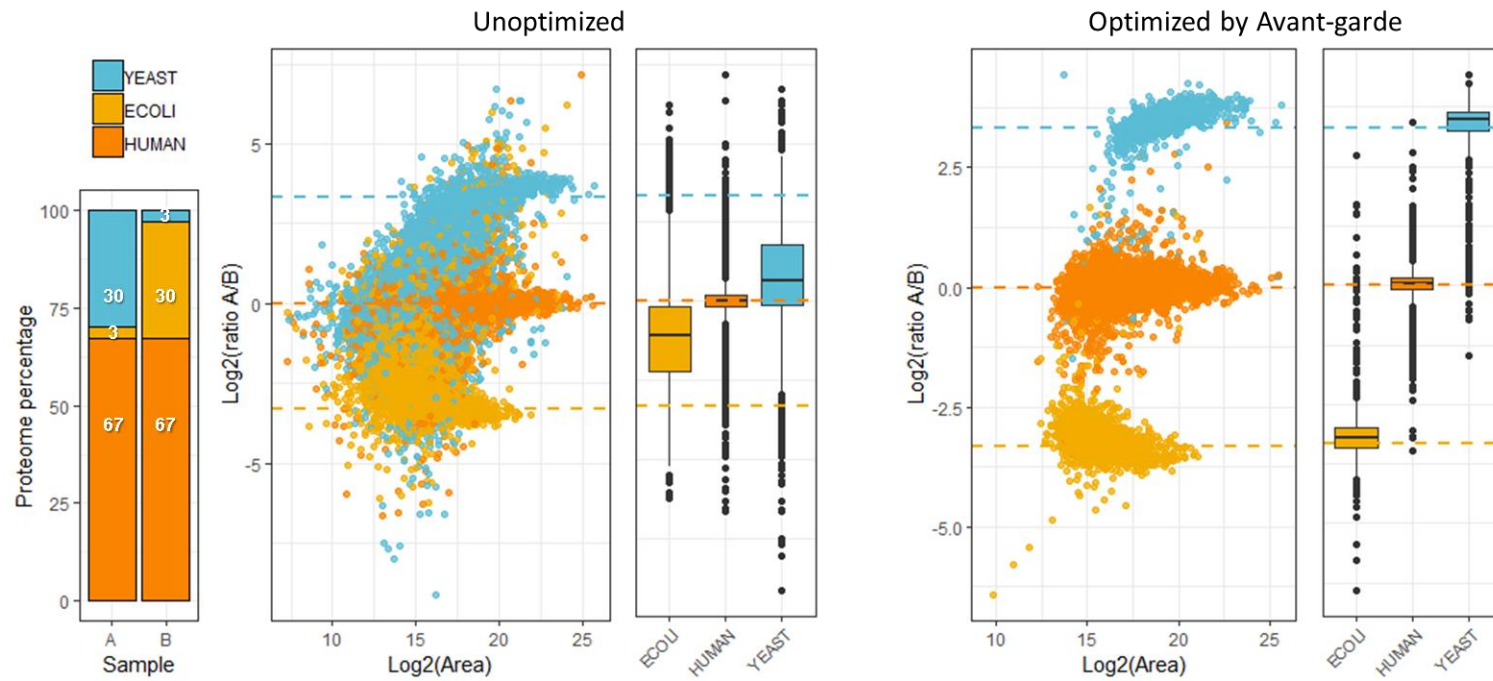 Unoptimized
Optimized by Avant-garde
YEAST
ECOLI
HUMAN
Proteome percentage
100
75
50
25
0
30
3
67
3
30
67
A
B
Sample
Log2(ratio A/B)
5
0
-5
10
15
20
25
Log2(Area)
ECOLI
HUMAN
YEAST
Log2(ratio A/B)
2.5
0.0
-2.5
-5.0
10
15
20
25
Log2(Area)
ECOLI
HUMAN
YEAST